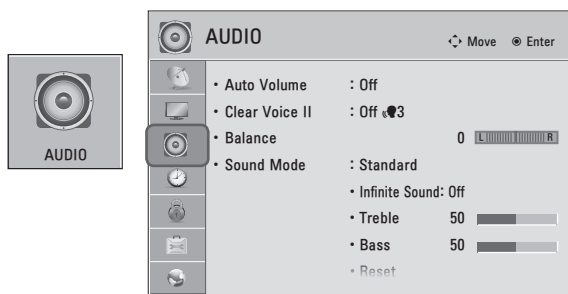 AUDIO
AUDIO Move Enter
• Auto Volume : Off
• Clear Voice II : Off 3
• Balance 0 L R
• Sound Mode : Standard
• Infinite Sound: Off
• Treble 50
• Bass 50
• Reset